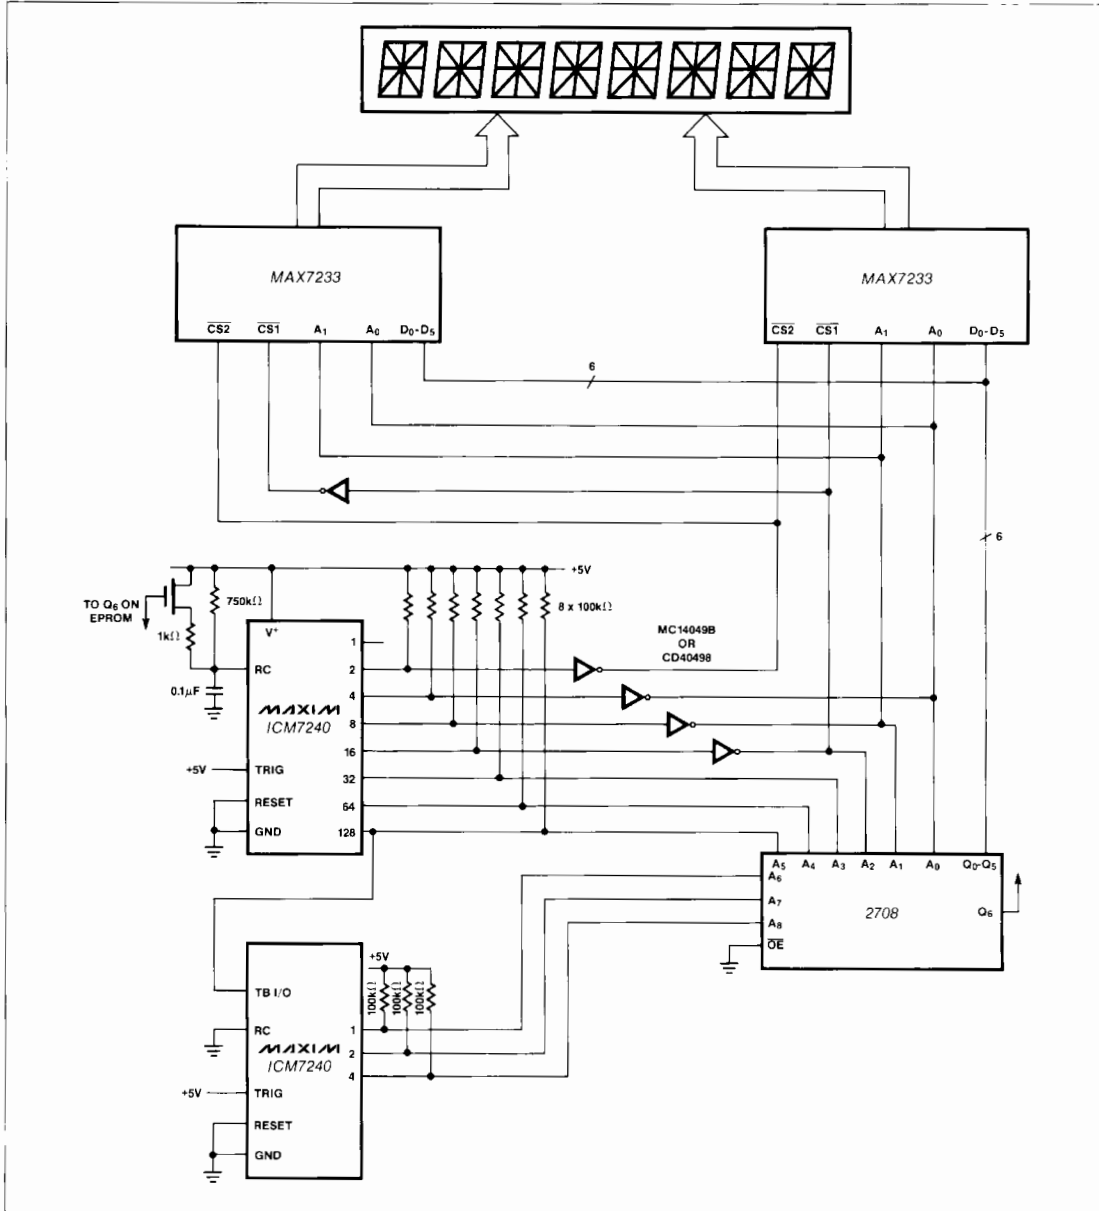 MAX7233
CS2 CS1 A1 A0 D0-D5
MAX7233
CS2 CS1 A1 A0 D0-D5
6
6
+5V
TO Q6 ON
EPROM
750kΩ
1kΩ
0.1µF
8 x 100kΩ
MC14049B
OR
CD40498
V+
RC
MAXIM
ICM7240
TRIG
RESET
GND
+5V
1
2
4
8
16
32
64
128
A5 A4 A3 A2 A1 A0 Q0-Q5
A6
A7
A8
OE
2708
Q6
+5V
100kΩ
100kΩ
100kΩ
TB I/O
RC
MAXIM
ICM7240
TRIG
RESET
GND
+5V
1
2
4